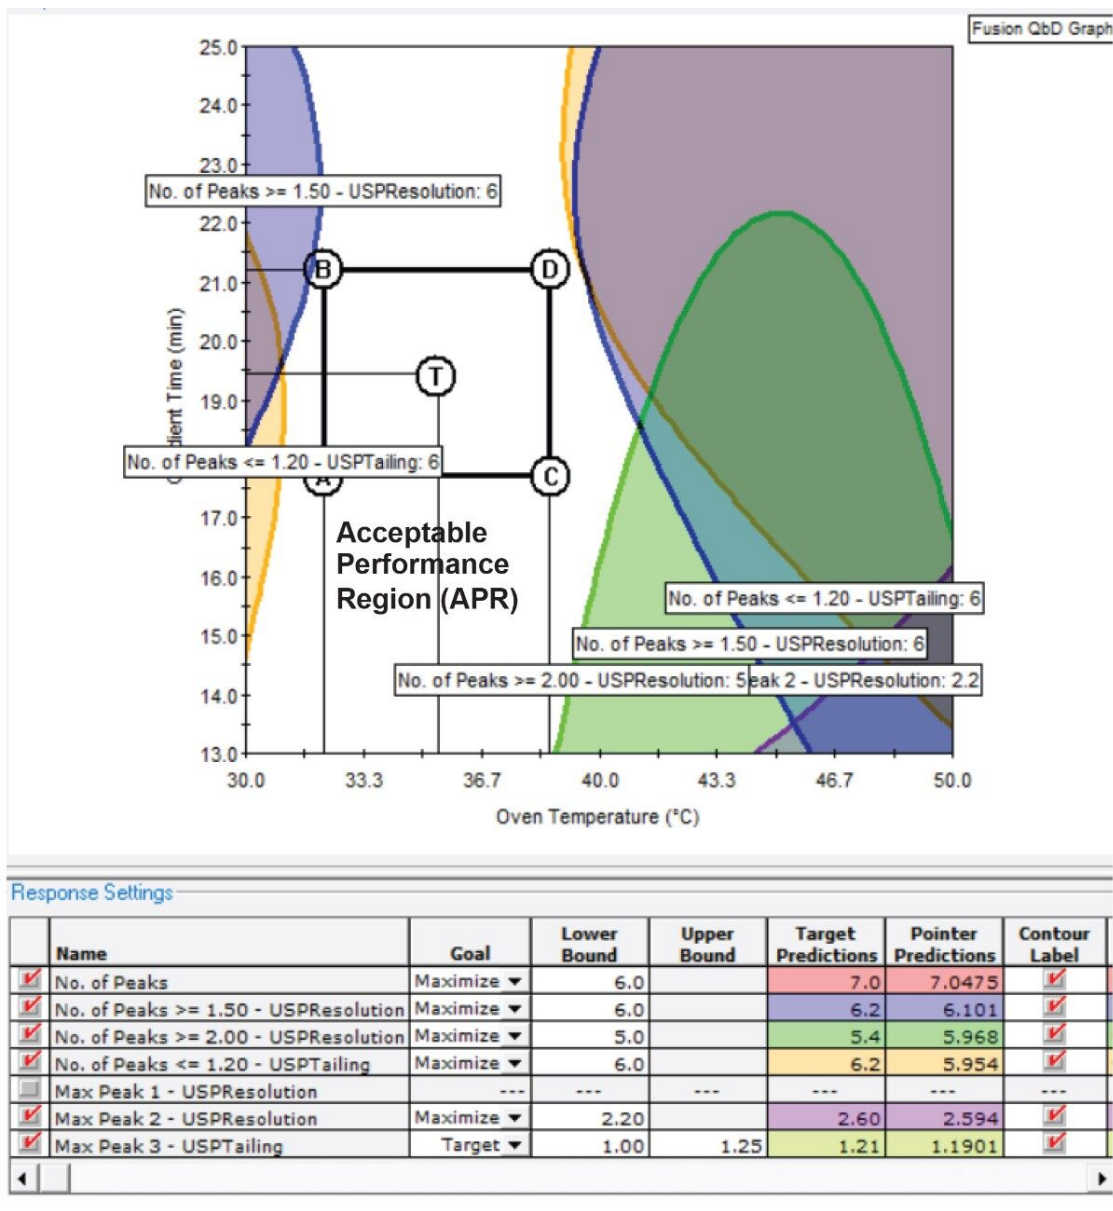 Fusion QbD Graph
25.0
24.0
23.0
No. of Peaks >= 1.50 - USPResolution: 6
22.0
B
D
21.0
20.0
T
19.0
dient Time (min)
No. of Peaks <= 1.20 - USPTailing: 6
A
C
17.0
Acceptable
Performance
Region (APR)
16.0
No. of Peaks <= 1.20 - USPTailing: 6
15.0
No. of Peaks >= 1.50 - USPResolution: 6
No. of Peaks >= 2.00 - USPResolution: 5
eak 2 - USPResolution: 2.2
14.0
13.0
30.0 33.3 36.7 40.0 43.3 46.7 50.0
Oven Temperature (°C)
Response Settings
Name Goal Lower Bound Upper Bound Target Predictions Pointer Predictions Contour Label
No. of Peaks Maximize 6.0 7.0 7.0475
No. of Peaks >= 1.50 - USPResolution Maximize 6.0 6.2 6.101
No. of Peaks >= 2.00 - USPResolution Maximize 5.0 5.4 5.968
No. of Peaks <= 1.20 - USPTailing Maximize 6.0 6.2 5.954
Max Peak 1 - USPResolution --- --- --- --- --- ---
Max Peak 2 - USPResolution Maximize 2.20 2.60 2.594
Max Peak 3 - USPTailing Target 1.00 1.25 1.21 1.1901